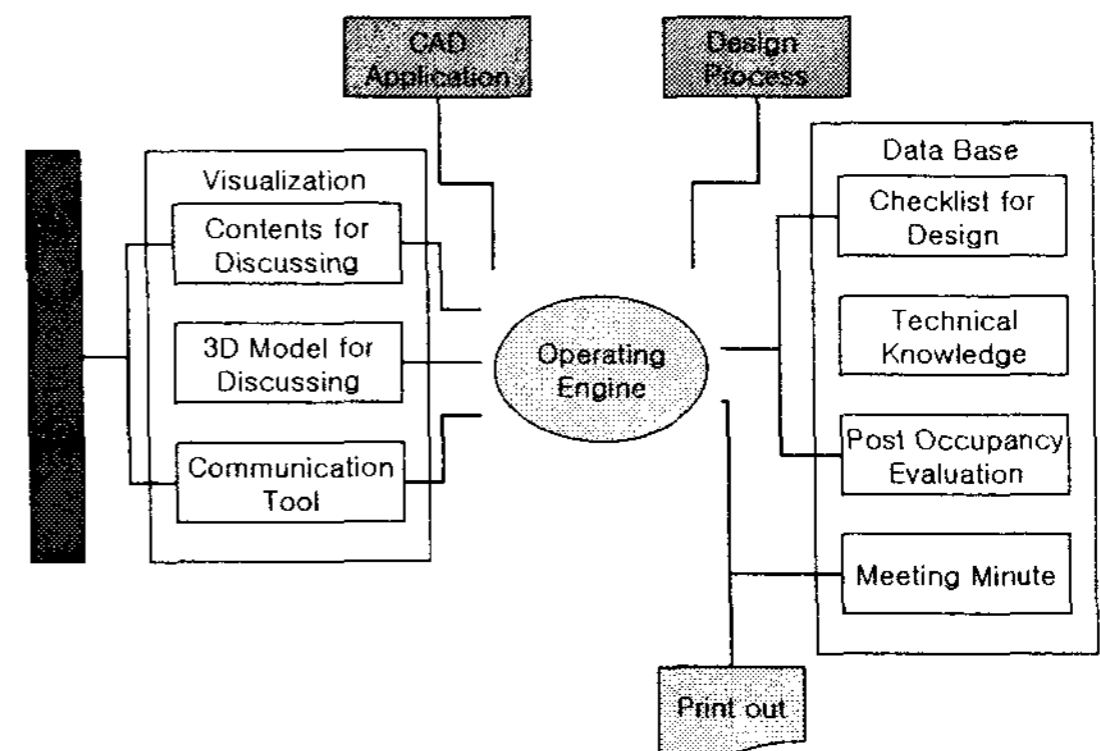 CAD
Application
Design
Process
Visualization
Contents for
Discussing
3D Model for
Discussing
Communication
Tool
Operating
Engine
Data Base
Checklist for
Design
Technical
Knowledge
Post Occupancy
Evaluation
Meeting Minute
Print out